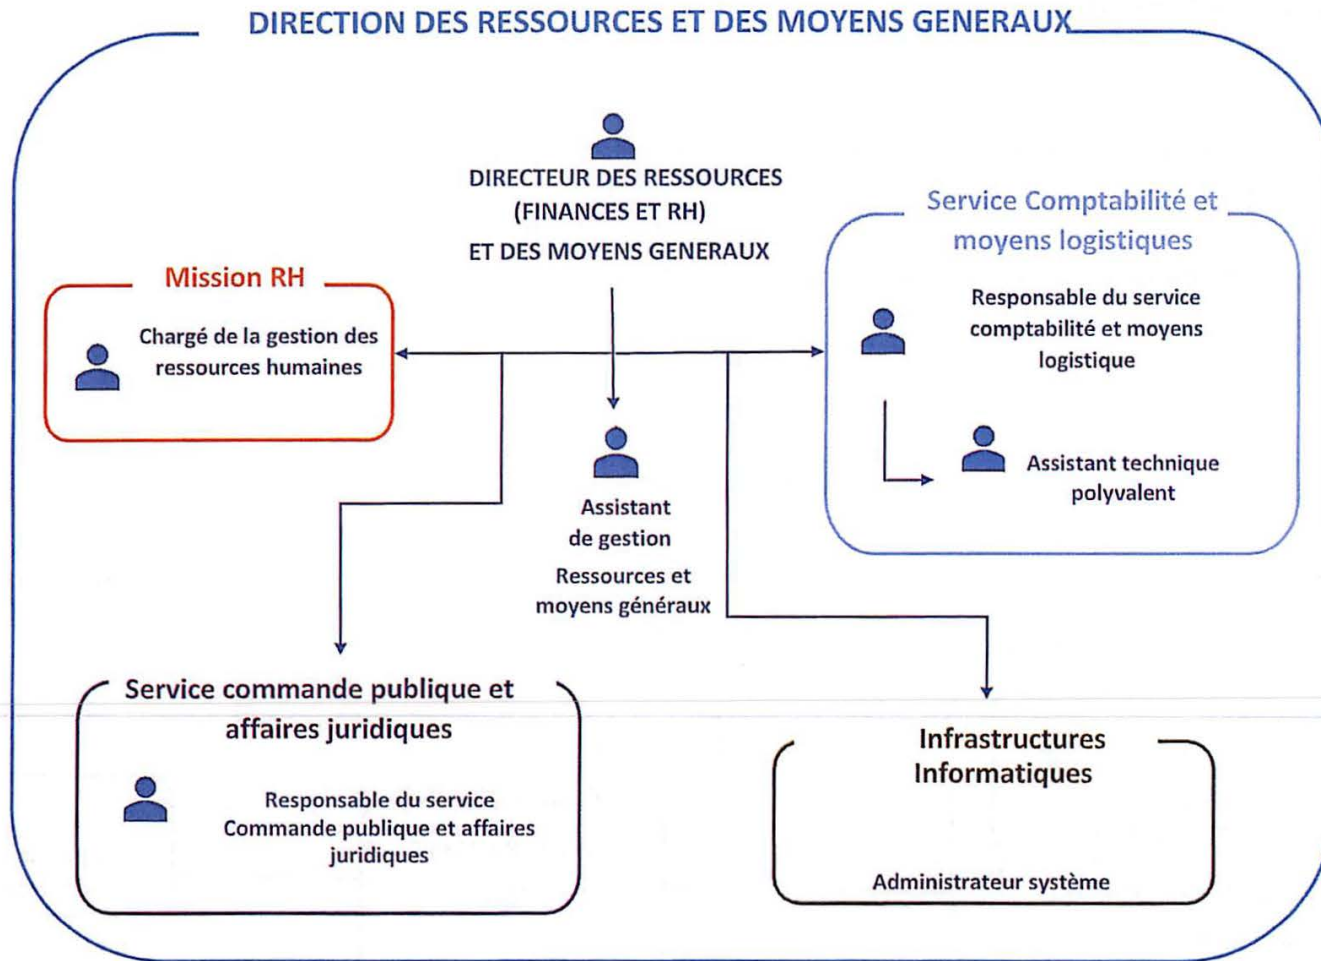 DIRECTION DES RESSOURCES ET DES MOYENS GENERAUX
DIRECTEUR DES RESSOURCES
(FINANCES ET RH)
ET DES MOYENS GENERAUX
Mission RH
Chargé de la gestion des
ressources humaines
Service Comptabilité et
moyens logistiques
Responsable du service
comptabilité et moyens
logistique
Assistant technique
polyvalent
Assistant
de gestion
Ressources et
moyens généraux
Service commande publique et
affaires juridiques
Responsable du service
Commande publique et affaires
juridiques
Infrastructures
Informatiques
Administrateur système